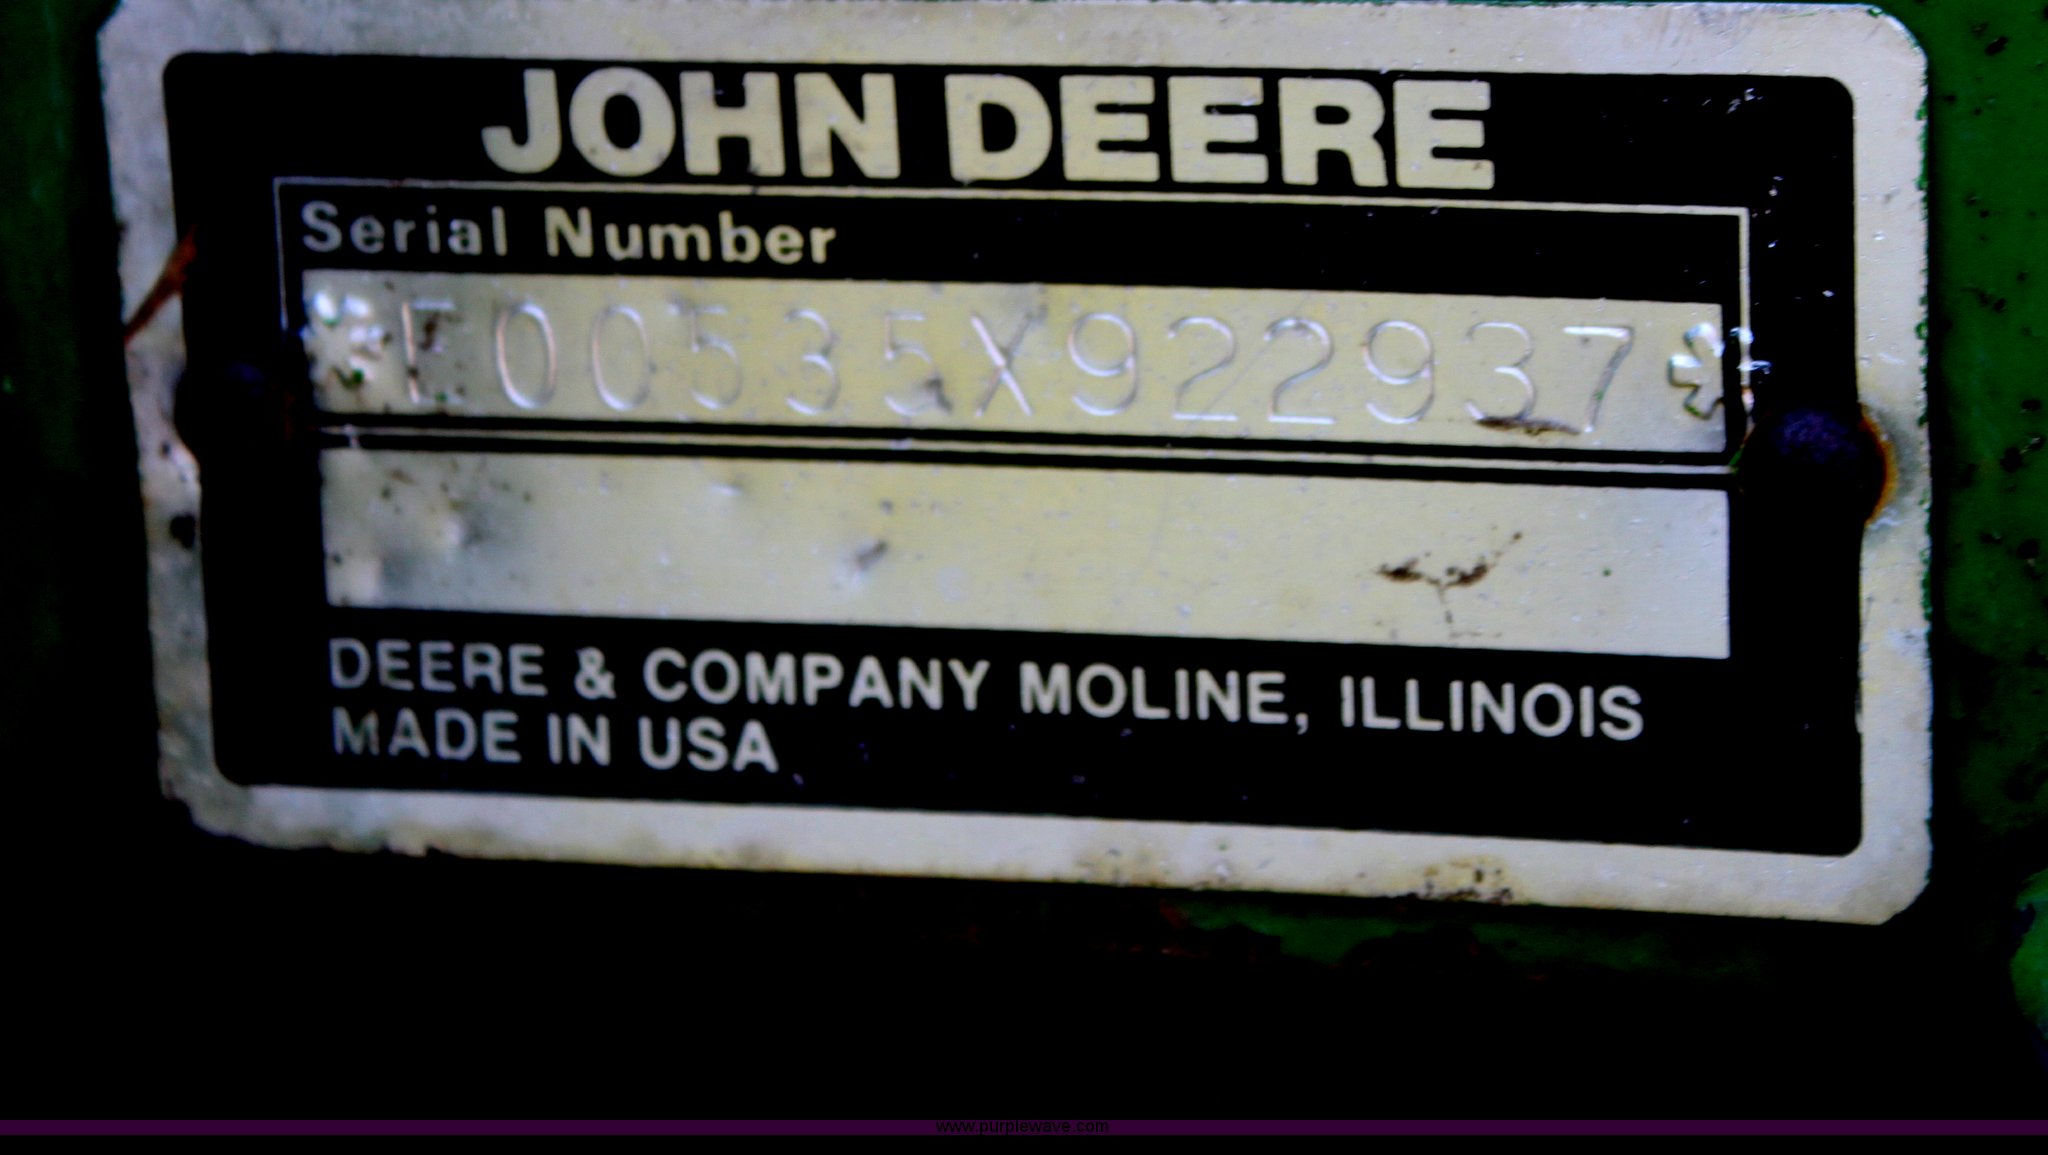 JOHN DEERE
Serial Number
*E00535X922937*
DEERE & COMPANY MOLINE, ILLINOIS
MADE IN USA
www.purplewave.com